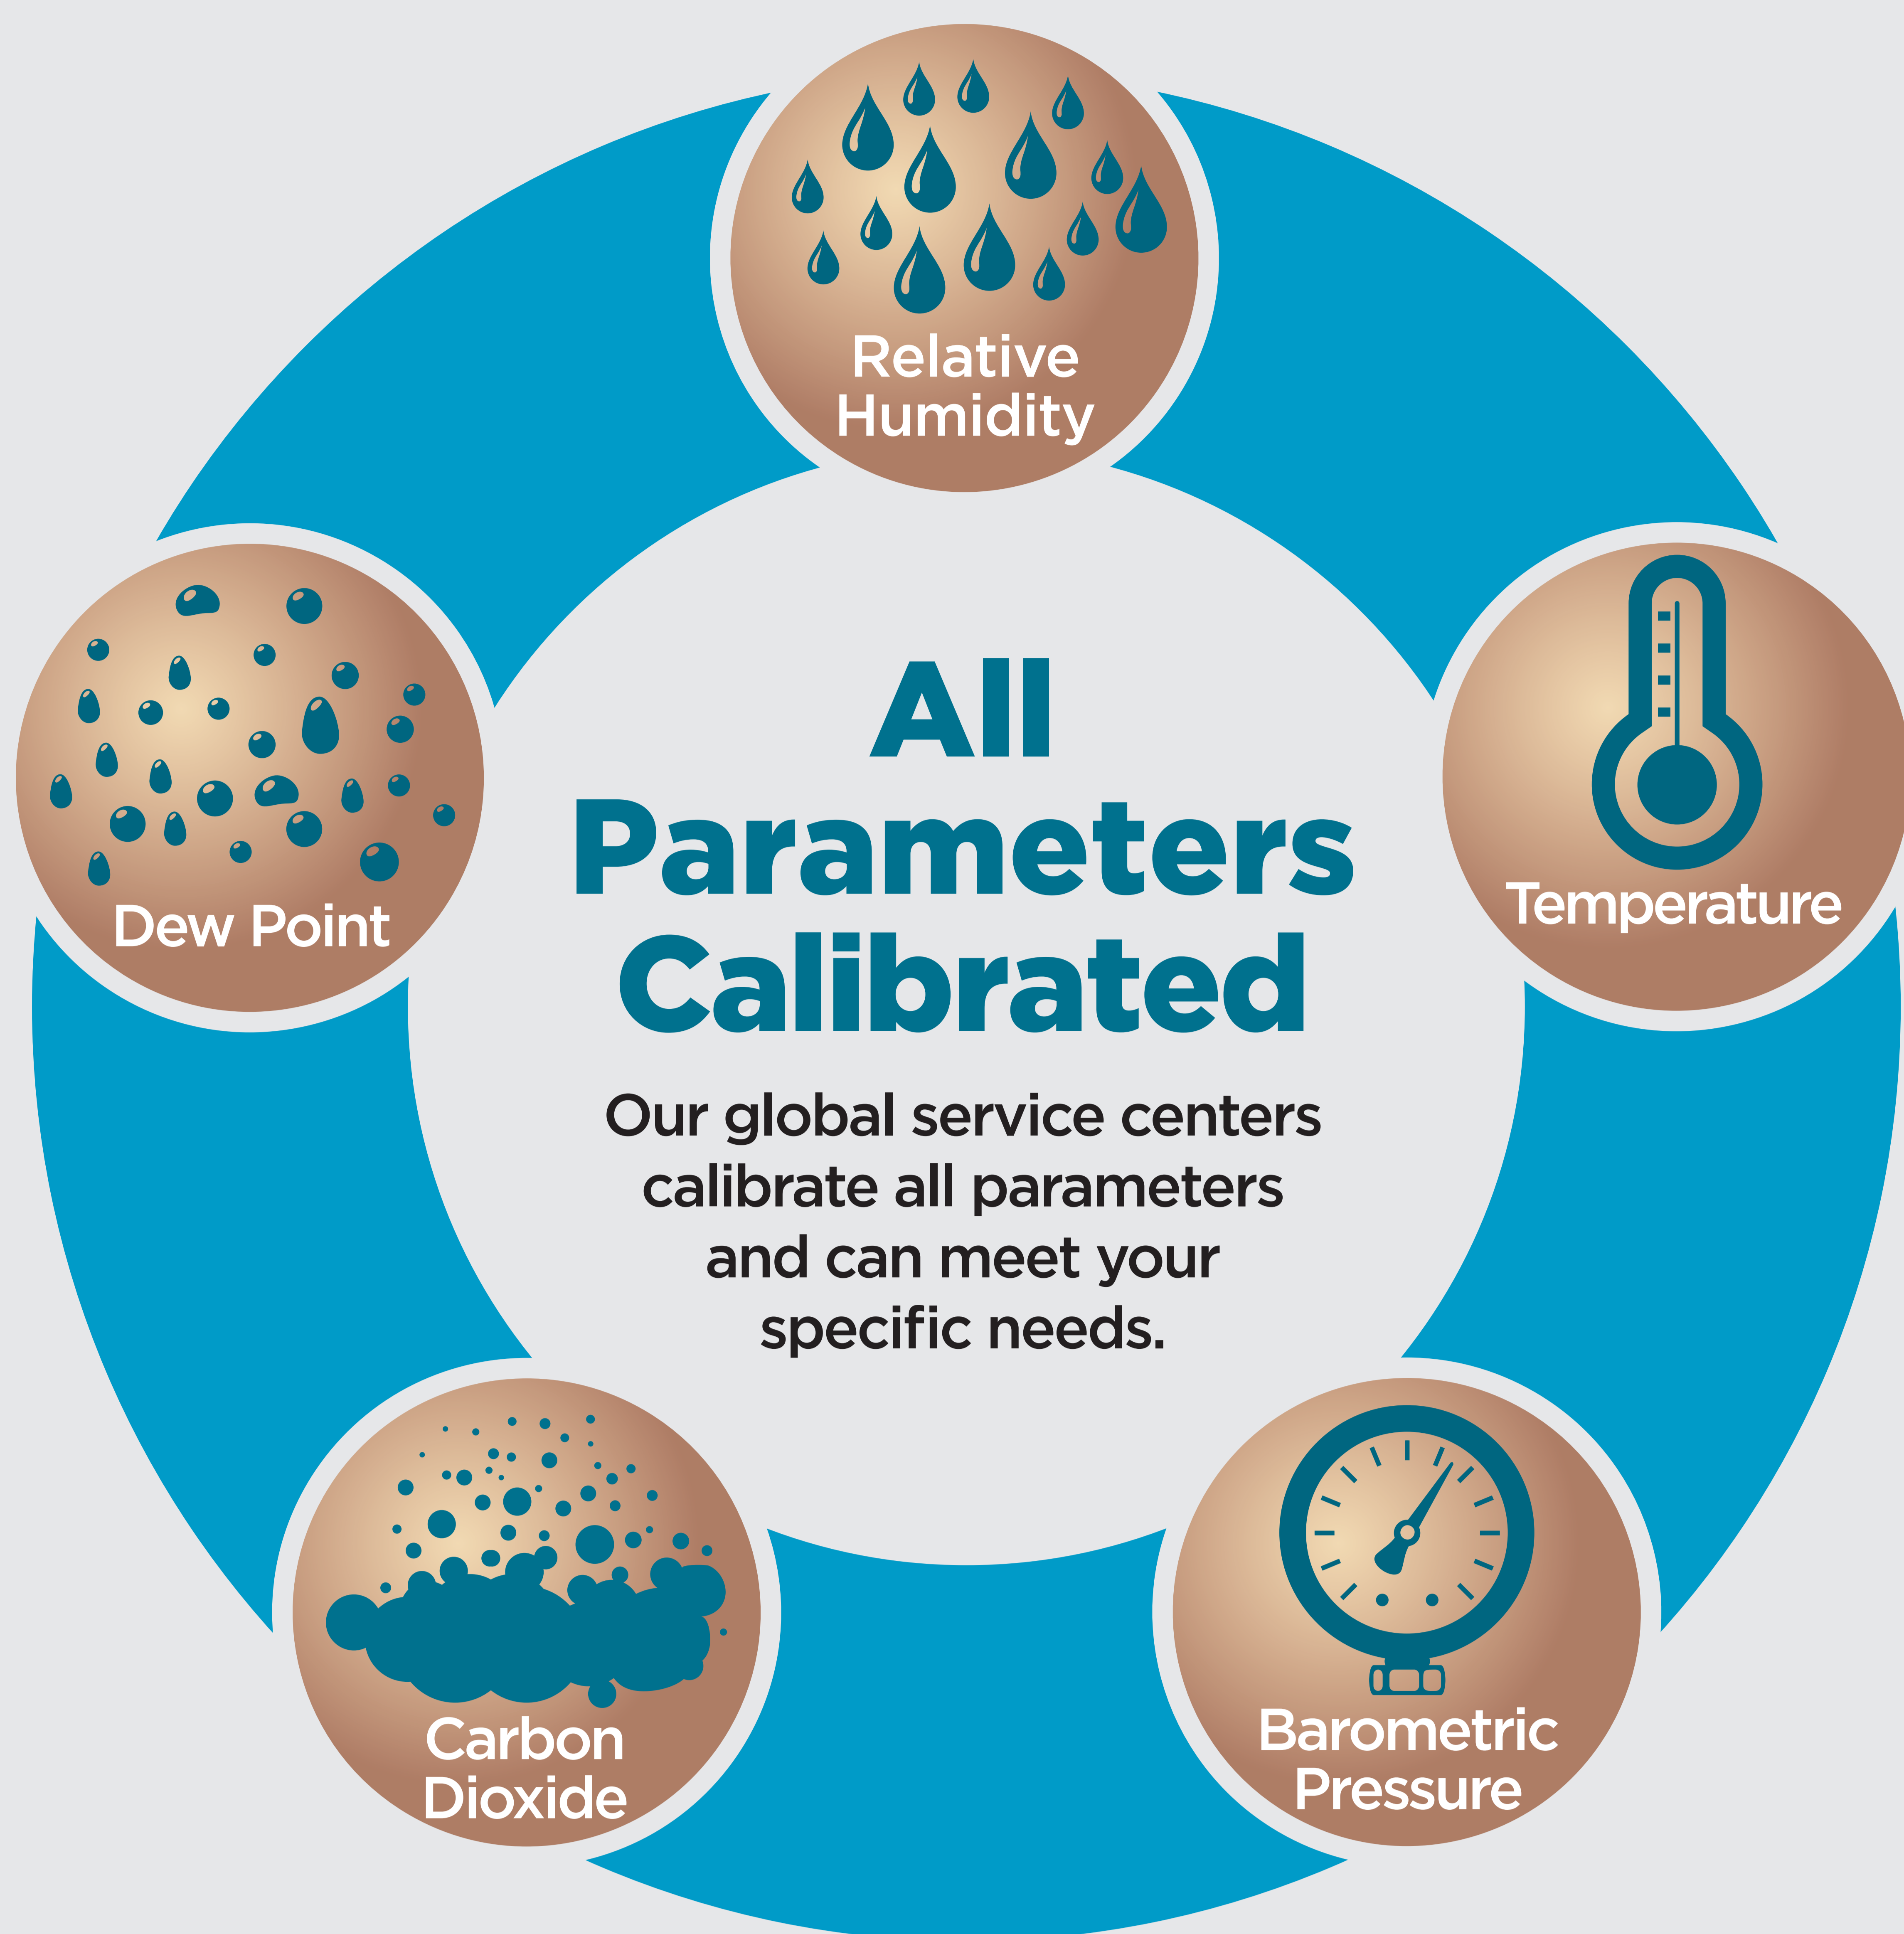 Relative
Humidity
Dew Point
Temperature
All
Parameters
Calibrated
Our global service centers
calibrate all parameters
and can meet your
specific needs.
Carbon
Dioxide
Barometric
Pressure